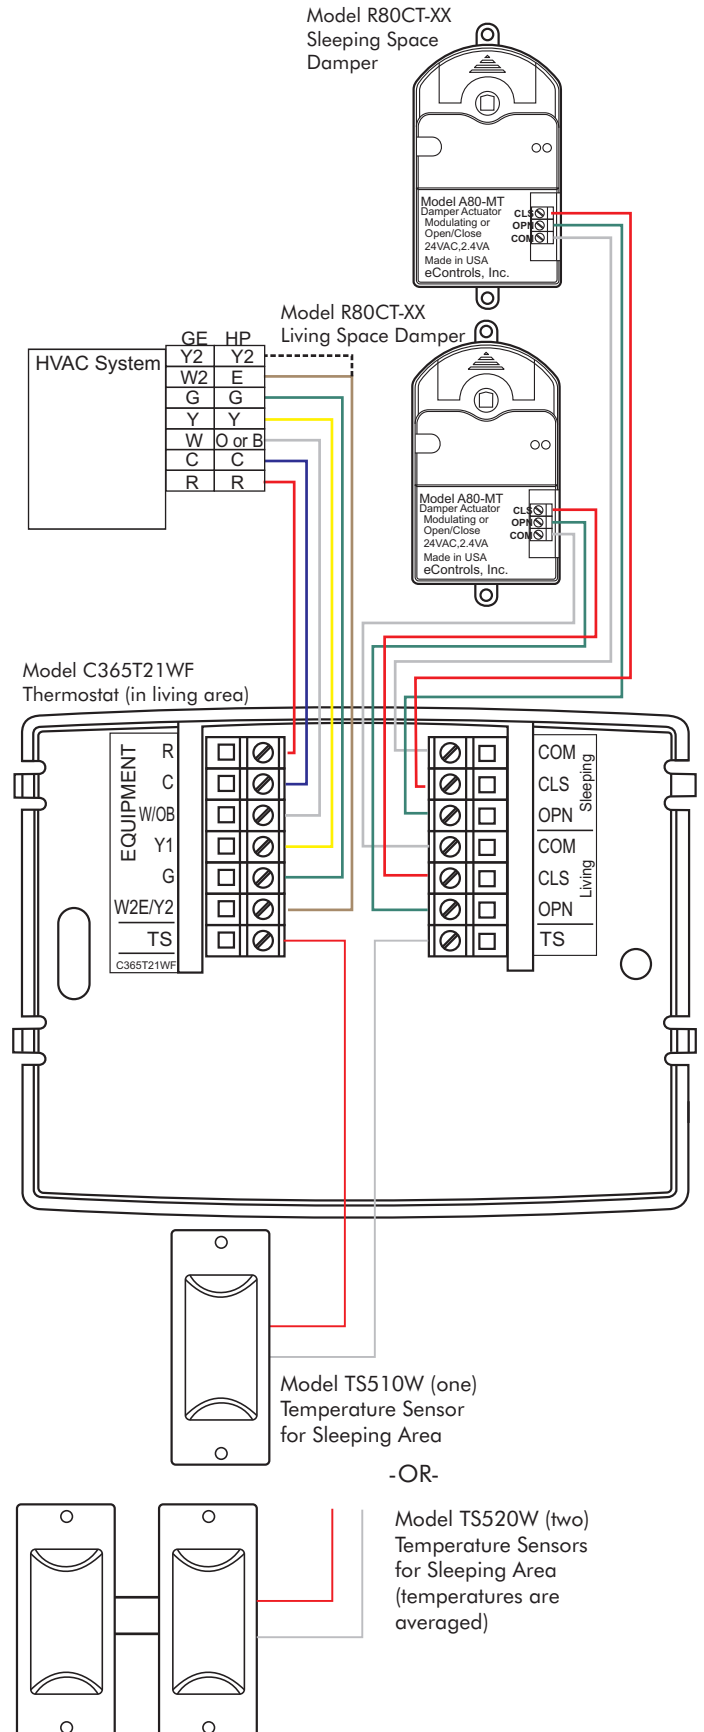 Model R80CT-XX
Sleeping Space
Damper
Model A80-MT
Damper Actuator
Modulating or
Open/Close
24VAC,2.4VA
Made in USA
eControls, Inc.
CLS
OPN
COM
Model R80CT-XX
Living Space Damper
Model A80-MT
Damper Actuator
Modulating or
Open/Close
24VAC,2.4VA
Made in USA
eControls, Inc.
CLS
OPN
COM
HVAC System
GE HP
Y2 Y2
W2 E
G G
Y Y
W O or B
C C
R R
Model C365T21WF
Thermostat (in living area)
EQUIPMENT
R
C
W/OB
Y1
G
W2E/Y2
TS
C365T21WF
COM
CLS
OPN
Sleeping
COM
CLS
OPN
Living
TS
Model TS510W (one)
Temperature Sensor
for Sleeping Area
-OR-
Model TS520W (two)
Temperature Sensors
for Sleeping Area
(temperatures are
averaged)